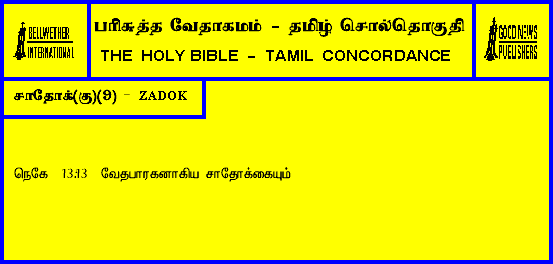 BELLWETHER
INTERNATIONAL
பரிசுத்த வேதாகமம் - தமிழ் சொல்தொகுதி
THE HOLY BIBLE - TAMIL CONCORDANCE
GOOD NEWS
PUBLISHERS
சாதோக்(கு)(9) - ZADOK
நெகே 13:13 வேதபாரகனாகிய சாதோக்கையும்